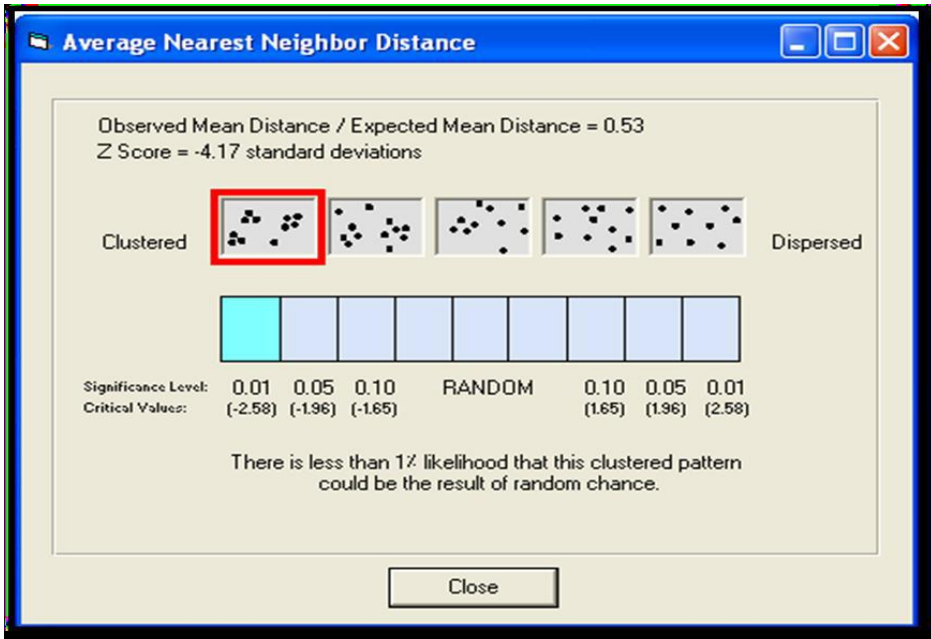 Average Nearest Neighbor Distance
Observed Mean Distance / Expected Mean Distance = 0.53
Z Score = -4.17 standard deviations
Clustered Dispersed
Significance Level: 0.01 0.05 0.10 RANDOM 0.10 0.05 0.01
Critical Values: (-2.58) (-1.96) (-1.65) (1.65) (1.96) (2.58)
There is less than 1% likelihood that this clustered pattern
could be the result of random chance.
Close